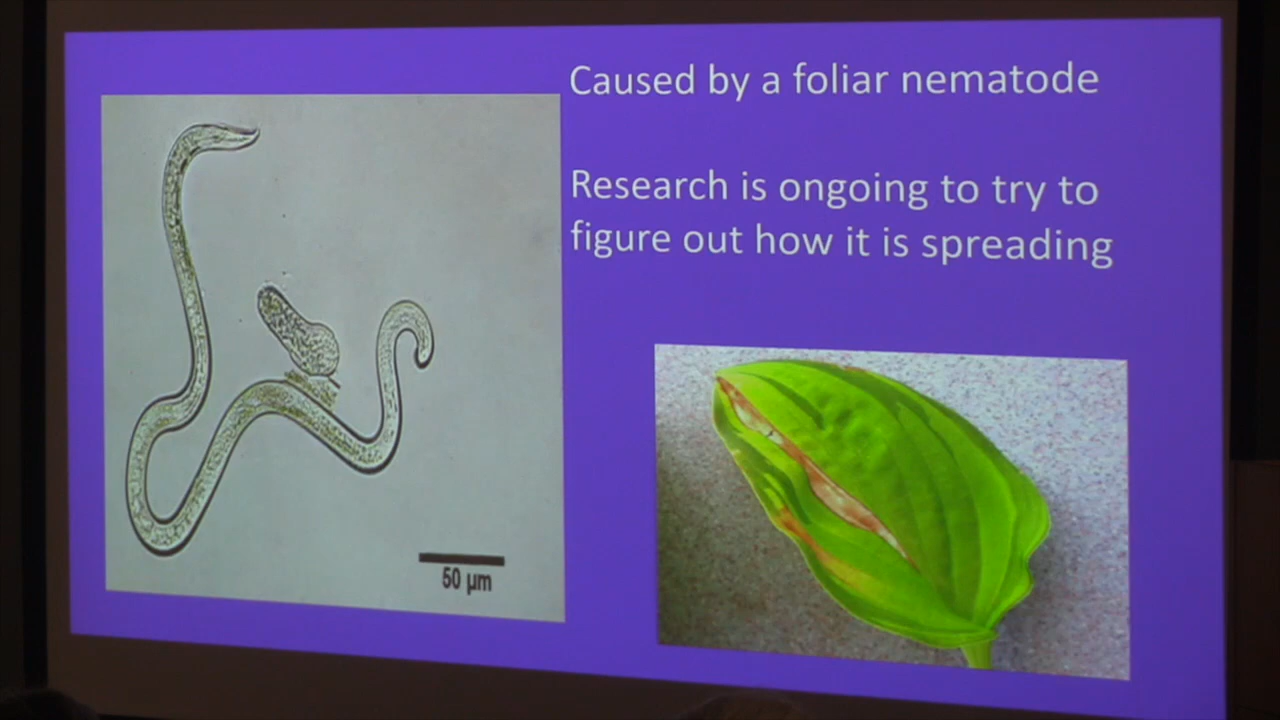 Caused by a foliar nematode
Research is ongoing to try to
figure out how it is spreading
50 µm